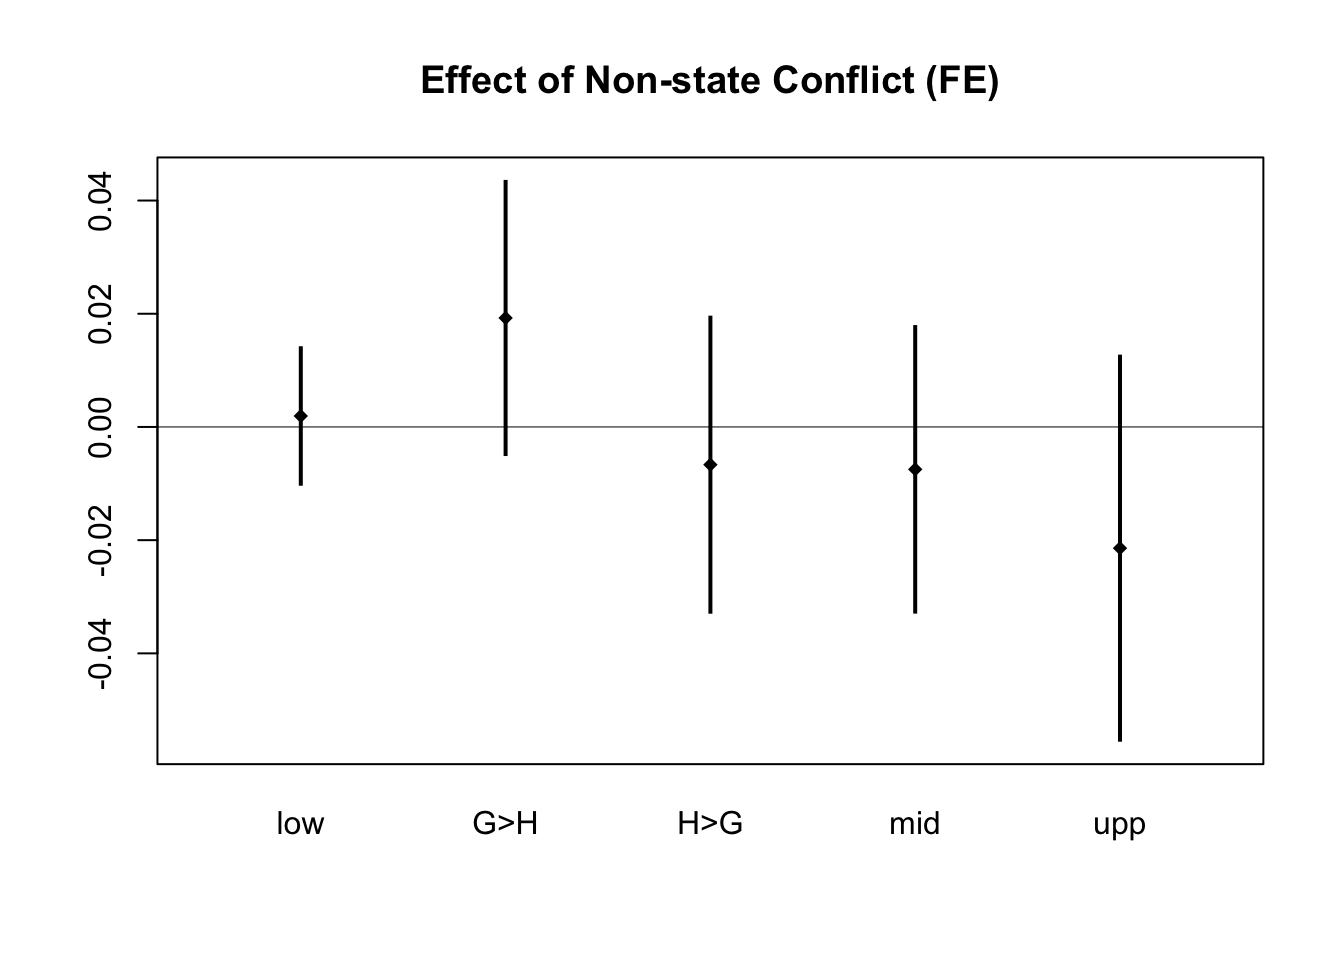 Effect of Non-state Conflict (FE)
0.04
0.02
0.00
-0.02
-0.04
low G>H H>G mid upp